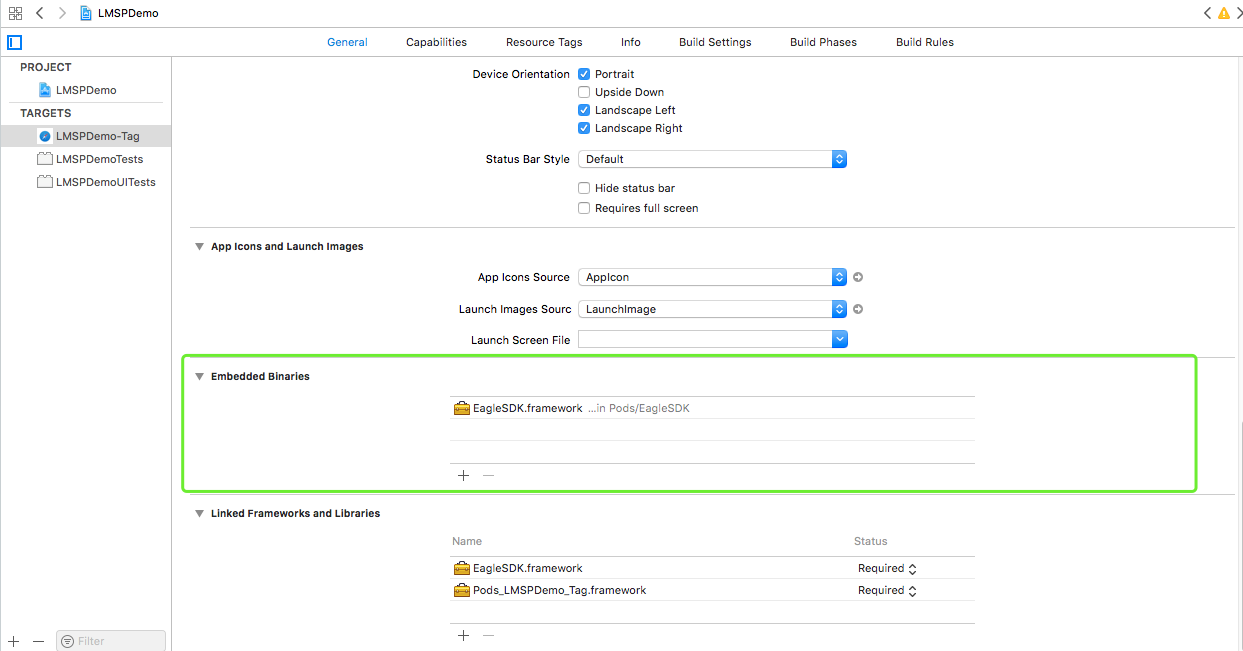 LMSPDemo
General Capabilities Resource Tags Info Build Settings Build Phases Build Rules
PROJECT
LMSPDemo
TARGETS
LMSPDemo-Tag
LMSPDemoTests
LMSPDemoUITests
Filter
Device Orientation Portrait
Upside Down
Landscape Left
Landscape Right
Status Bar Style Default
Hide status bar
Requires full screen
App Icons and Launch Images
App Icons Source AppIcon
Launch Images Sourc LaunchImage
Launch Screen File
Embedded Binaries
EagleSDK.framework ...in Pods/EagleSDK
Linked Frameworks and Libraries
Name Status
EagleSDK.framework Required
Pods_LMSPDemo_Tag.framework Required